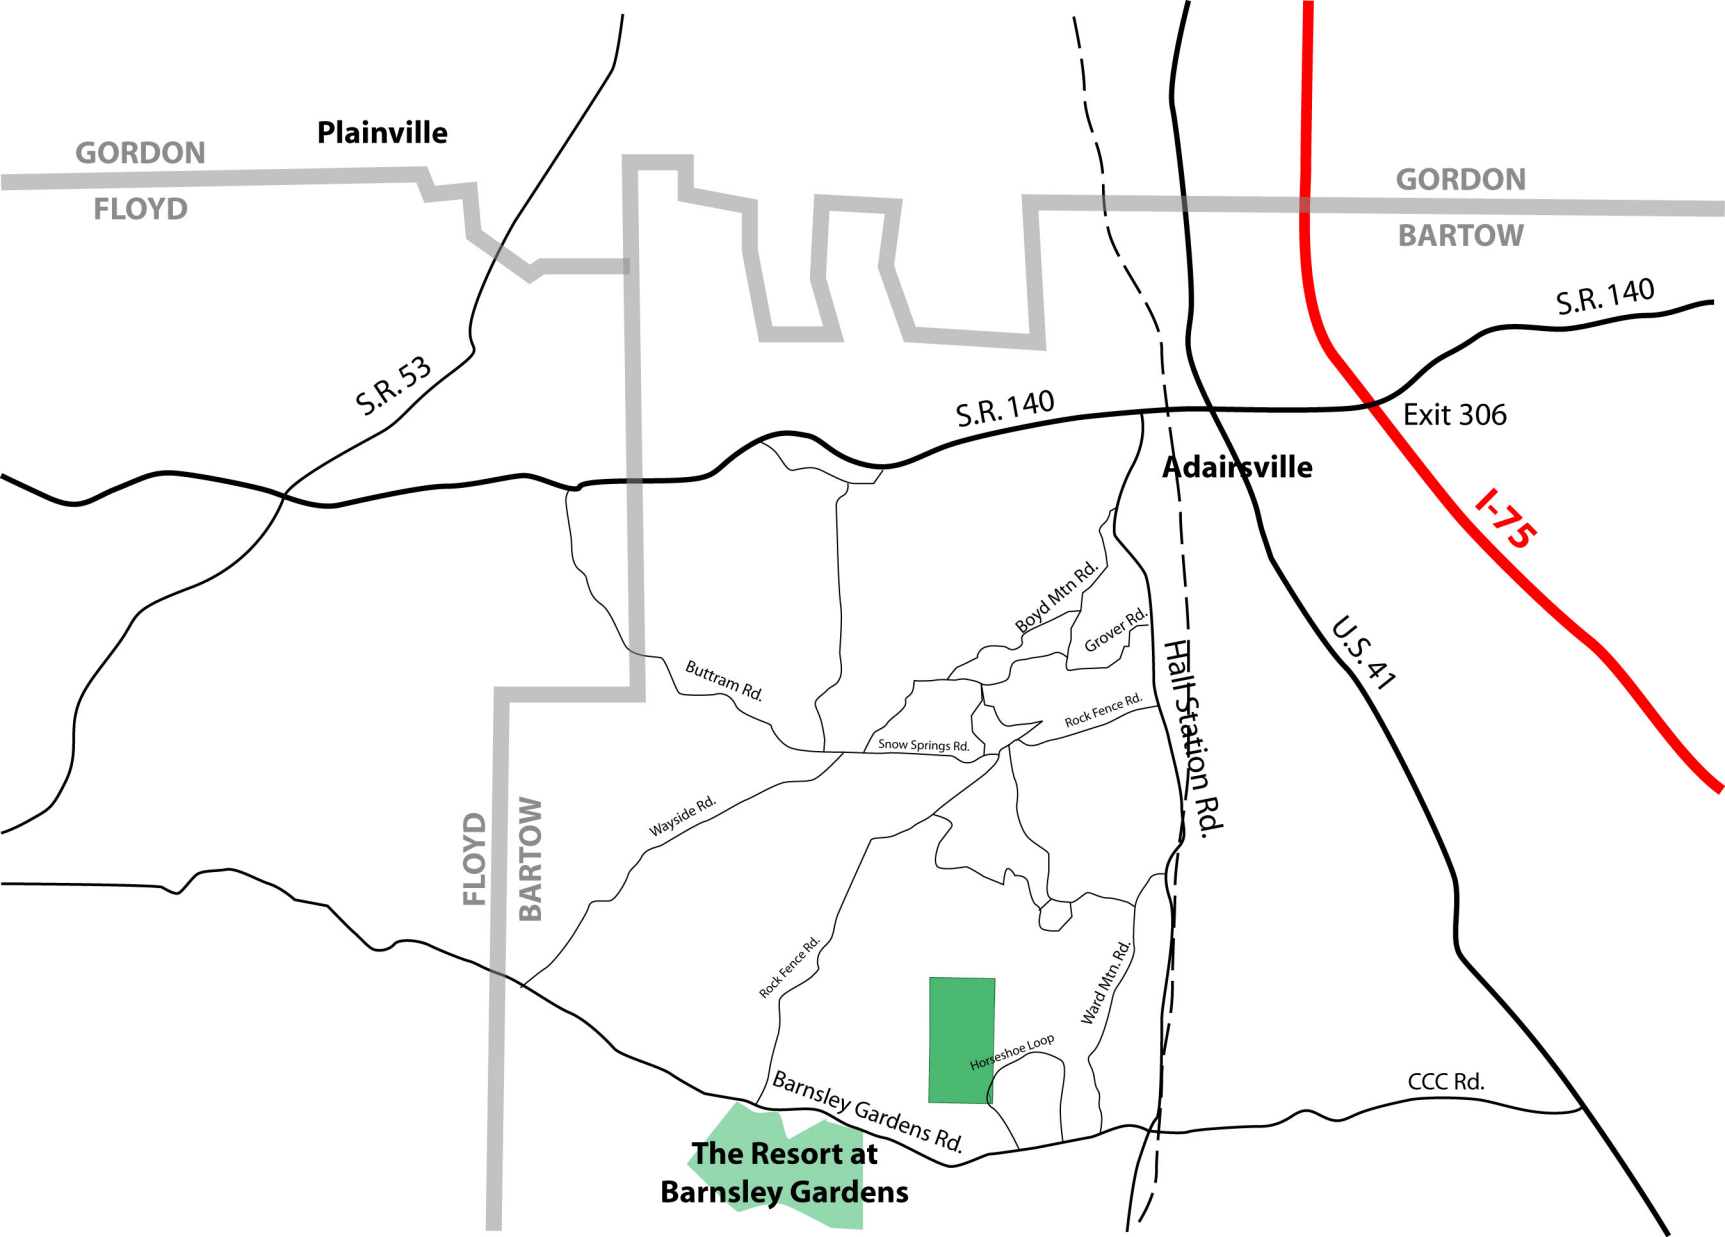 Plainville
GORDON
FLOYD
GORDON
BARTOW
S.R. 140
S.R. 53
S.R. 140
Exit 306
Adairsville
I-75
Boyd Mtn Rd.
Grover Rd.
U.S. 41
Buttram Rd.
Hall Station Rd.
Rock Fence Rd.
Snow Springs Rd.
Wayside Rd.
FLOYD
BARTOW
Rock Fence Rd.
Ward Mtn. Rd.
Horseshoe Loop
CCC Rd.
Barnsley Gardens Rd.
The Resort at
Barnsley Gardens